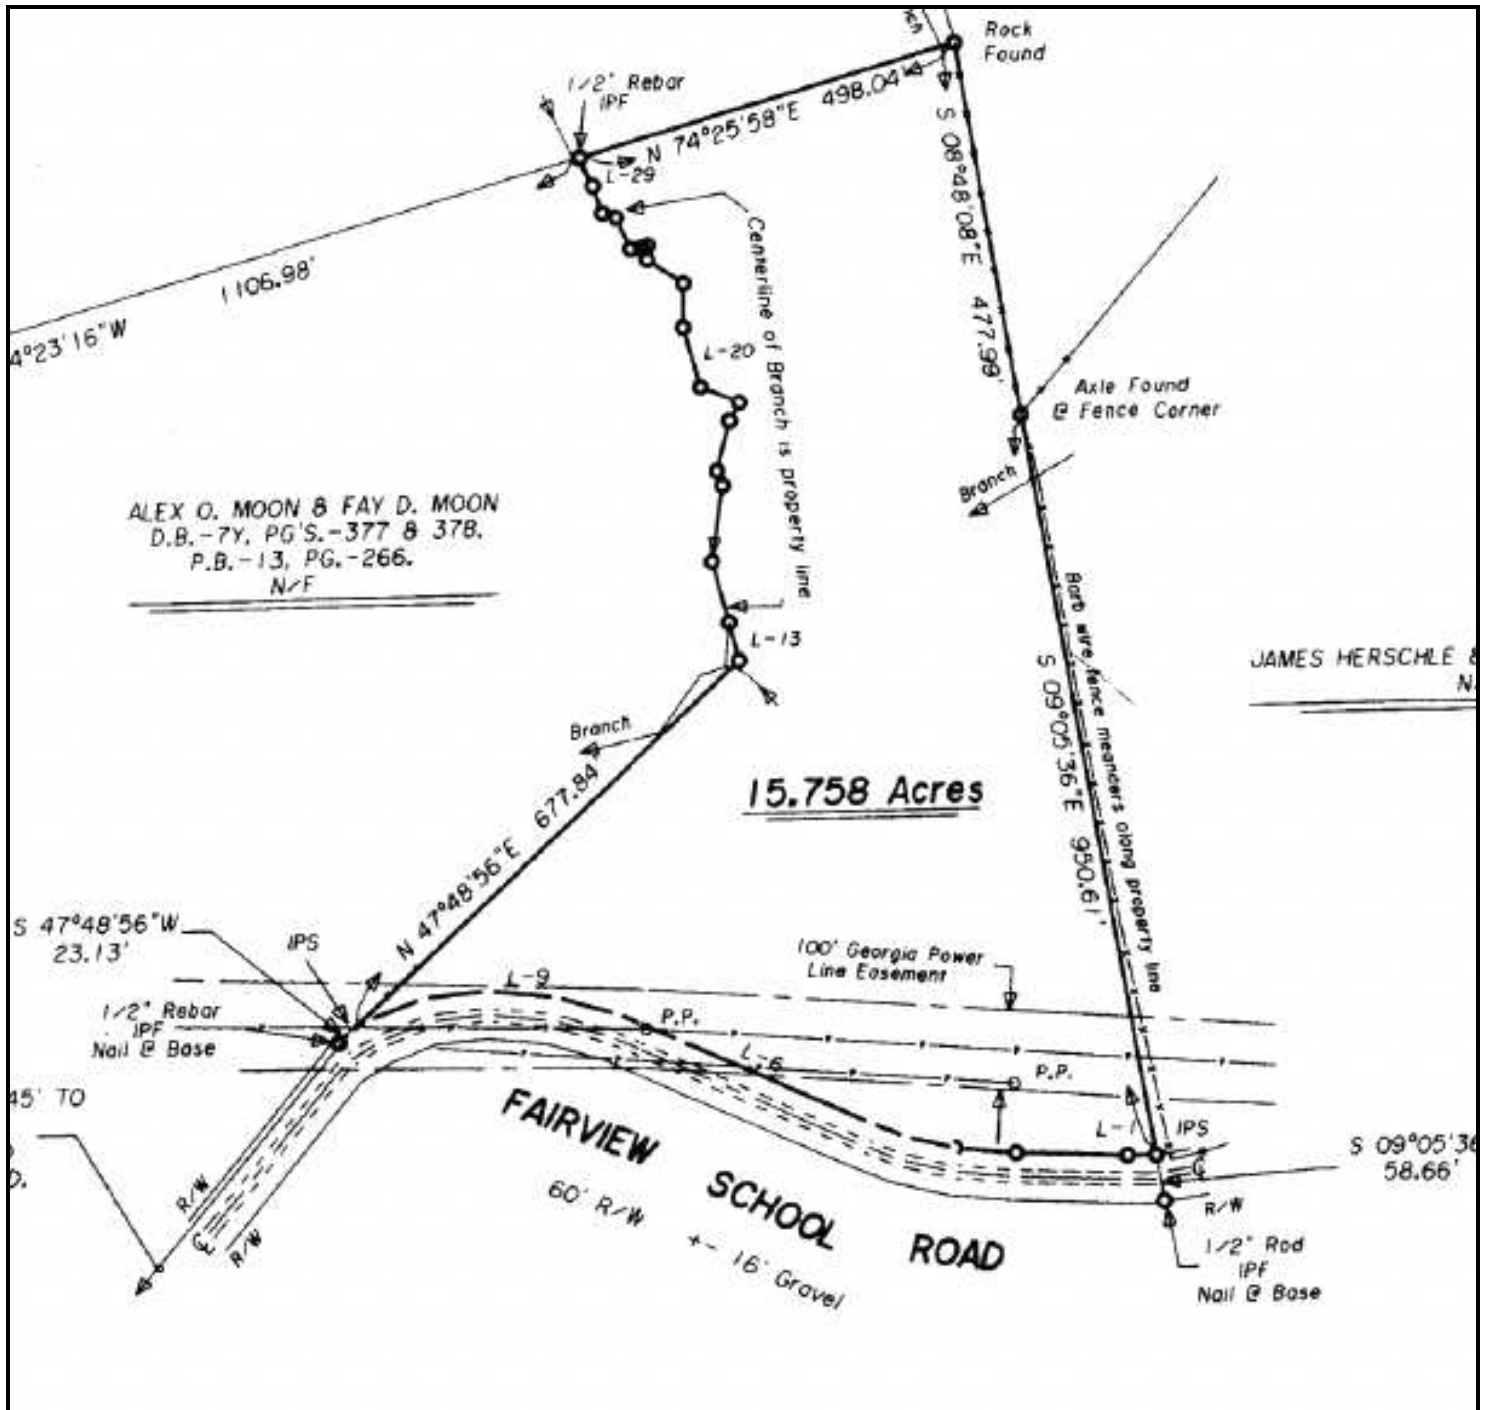 Rock
Found
1/2" Rebar
IPF
N 74°25'58"E 498.04'
L-29
S 08°48'08"E 477.99'
1106.98'
4°23'16"W
Centerline of Branch is property line
L-20
Axle Found
@ Fence Corner
Branch
ALEX O. MOON & FAY D. MOON
D.B.-7Y, PG'S.-377 & 378.
P.B.-13, PG.-266.
N/F
L-13
Barb wire fence meanders along property line
S 09°05'36"E 950.61'
JAMES HERSCHLE &
Branch
15.758 Acres
N 47°48'56"E 677.84'
S 47°48'56"W
23.13'
IPS
100' Georgia Power
Line Easement
L-9
1/2" Rebar
IPF
Nail @ Base
P.P.
L-6
P.P.
45' TO
L-1
IPS
S 09°05'36
58.66'
FAIRVIEW SCHOOL ROAD
60' R/W +- 16' Gravel
R/W
R/W
R/W
1/2" Rod
IPF
Nail @ Base